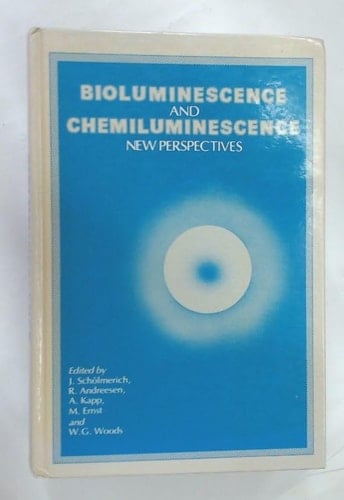 BIOLUMINESCENCE
AND
CHEMILUMINESCENCE
NEW PERSPECTIVES
Edited by
J. Schölmerich,
R. Andreesen,
A. Kapp,
M. Ernst
and
W.G. Woods